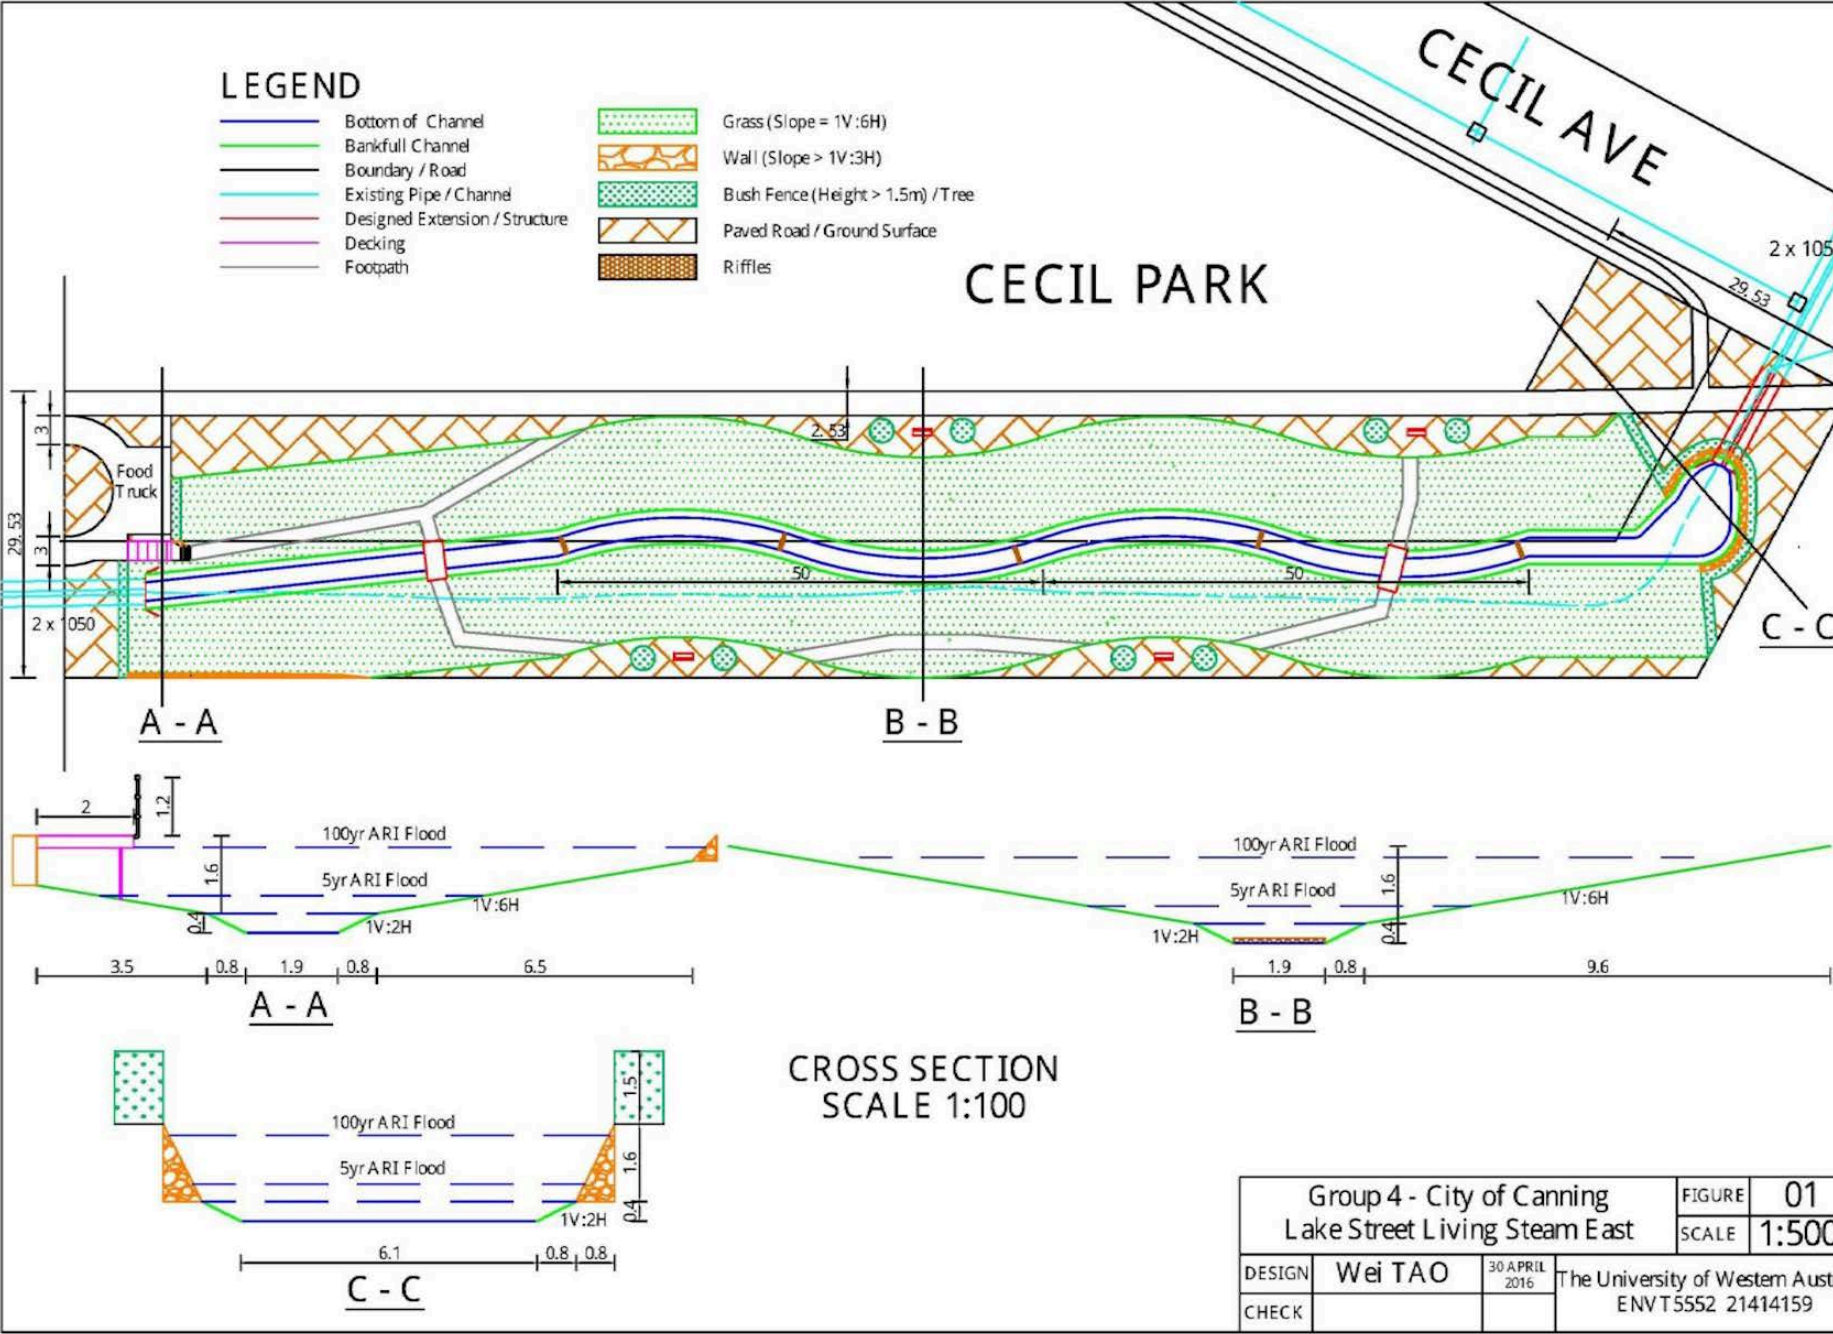 CECIL AVE
LEGEND
Bottom of Channel
Bankfull Channel
Boundary / Road
Existing Pipe / Channel
Designed Extension / Structure
Decking
Footpath
Grass (Slope = 1V:6H)
Wall (Slope > 1V:3H)
Bush Fence (Height > 1.5m) / Tree
Paved Road / Ground Surface
Riffles
CECIL PARK
2 x 105
29.53
3
2.53
Food
Truck
29.53
3
50
50
2 x 1050
C - C
A - A
B - B
2
1.2
100yr ARI Flood
1.6
5yr ARI Flood
1V:6H
0.4
1V:2H
3.5
0.8
1.9
0.8
6.5
A - A
100yr ARI Flood
1.6
5yr ARI Flood
1V:6H
1V:2H
0.4
1.9
0.8
9.6
B - B
CROSS SECTION
SCALE 1:100
1.5
100yr ARI Flood
1.6
5yr ARI Flood
1V:2H
0.4
6.1
0.8
0.8
C - C
Group 4 - City of Canning
Lake Street Living Steam East
FIGURE
01
SCALE
1:500
DESIGN
Wei TAO
30 APRIL
2016
The University of Western Aust
ENVT5552 21414159
CHECK